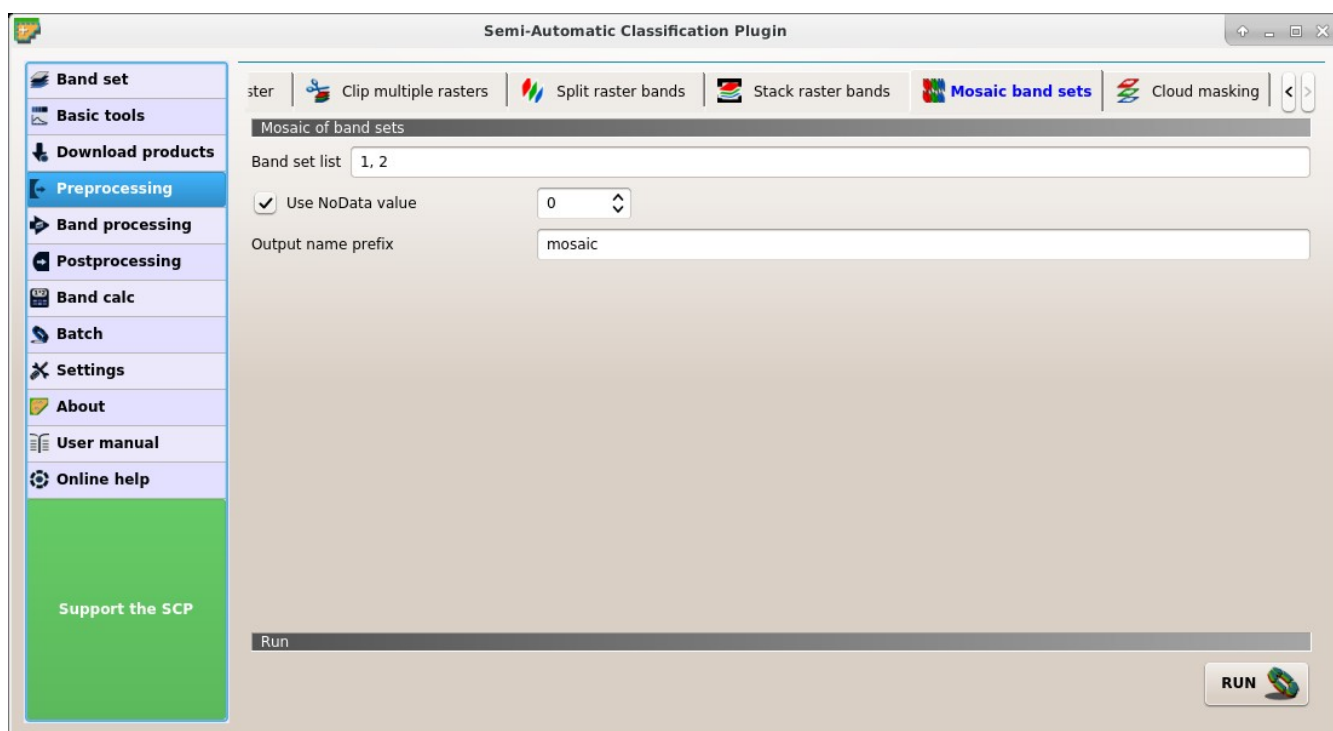 Semi-Automatic Classification Plugin
Band set
Basic tools
Download products
Preprocessing
Band processing
Postprocessing
Band calc
Batch
Settings
About
User manual
Online help
Support the SCP
ster Clip multiple rasters Split raster bands Stack raster bands Mosaic band sets Cloud masking < >
Mosaic of band sets
Band set list 1, 2
Use NoData value 0
Output name prefix mosaic
Run
RUN